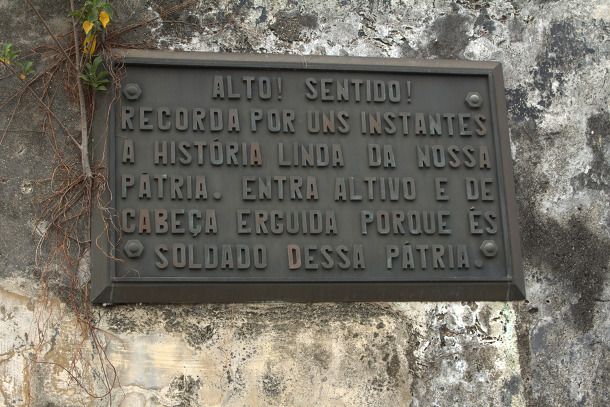 ALTO! SENTIDO!
RECORDA POR UNS INSTANTES
A HISTÓRIA LINDA DA NOSSA
PÁTRIA. ENTRA ALTIVO E DE
CABEÇA ERGUIDA PORQUE ÉS
SOLDADO DESSA PÁTRIA.